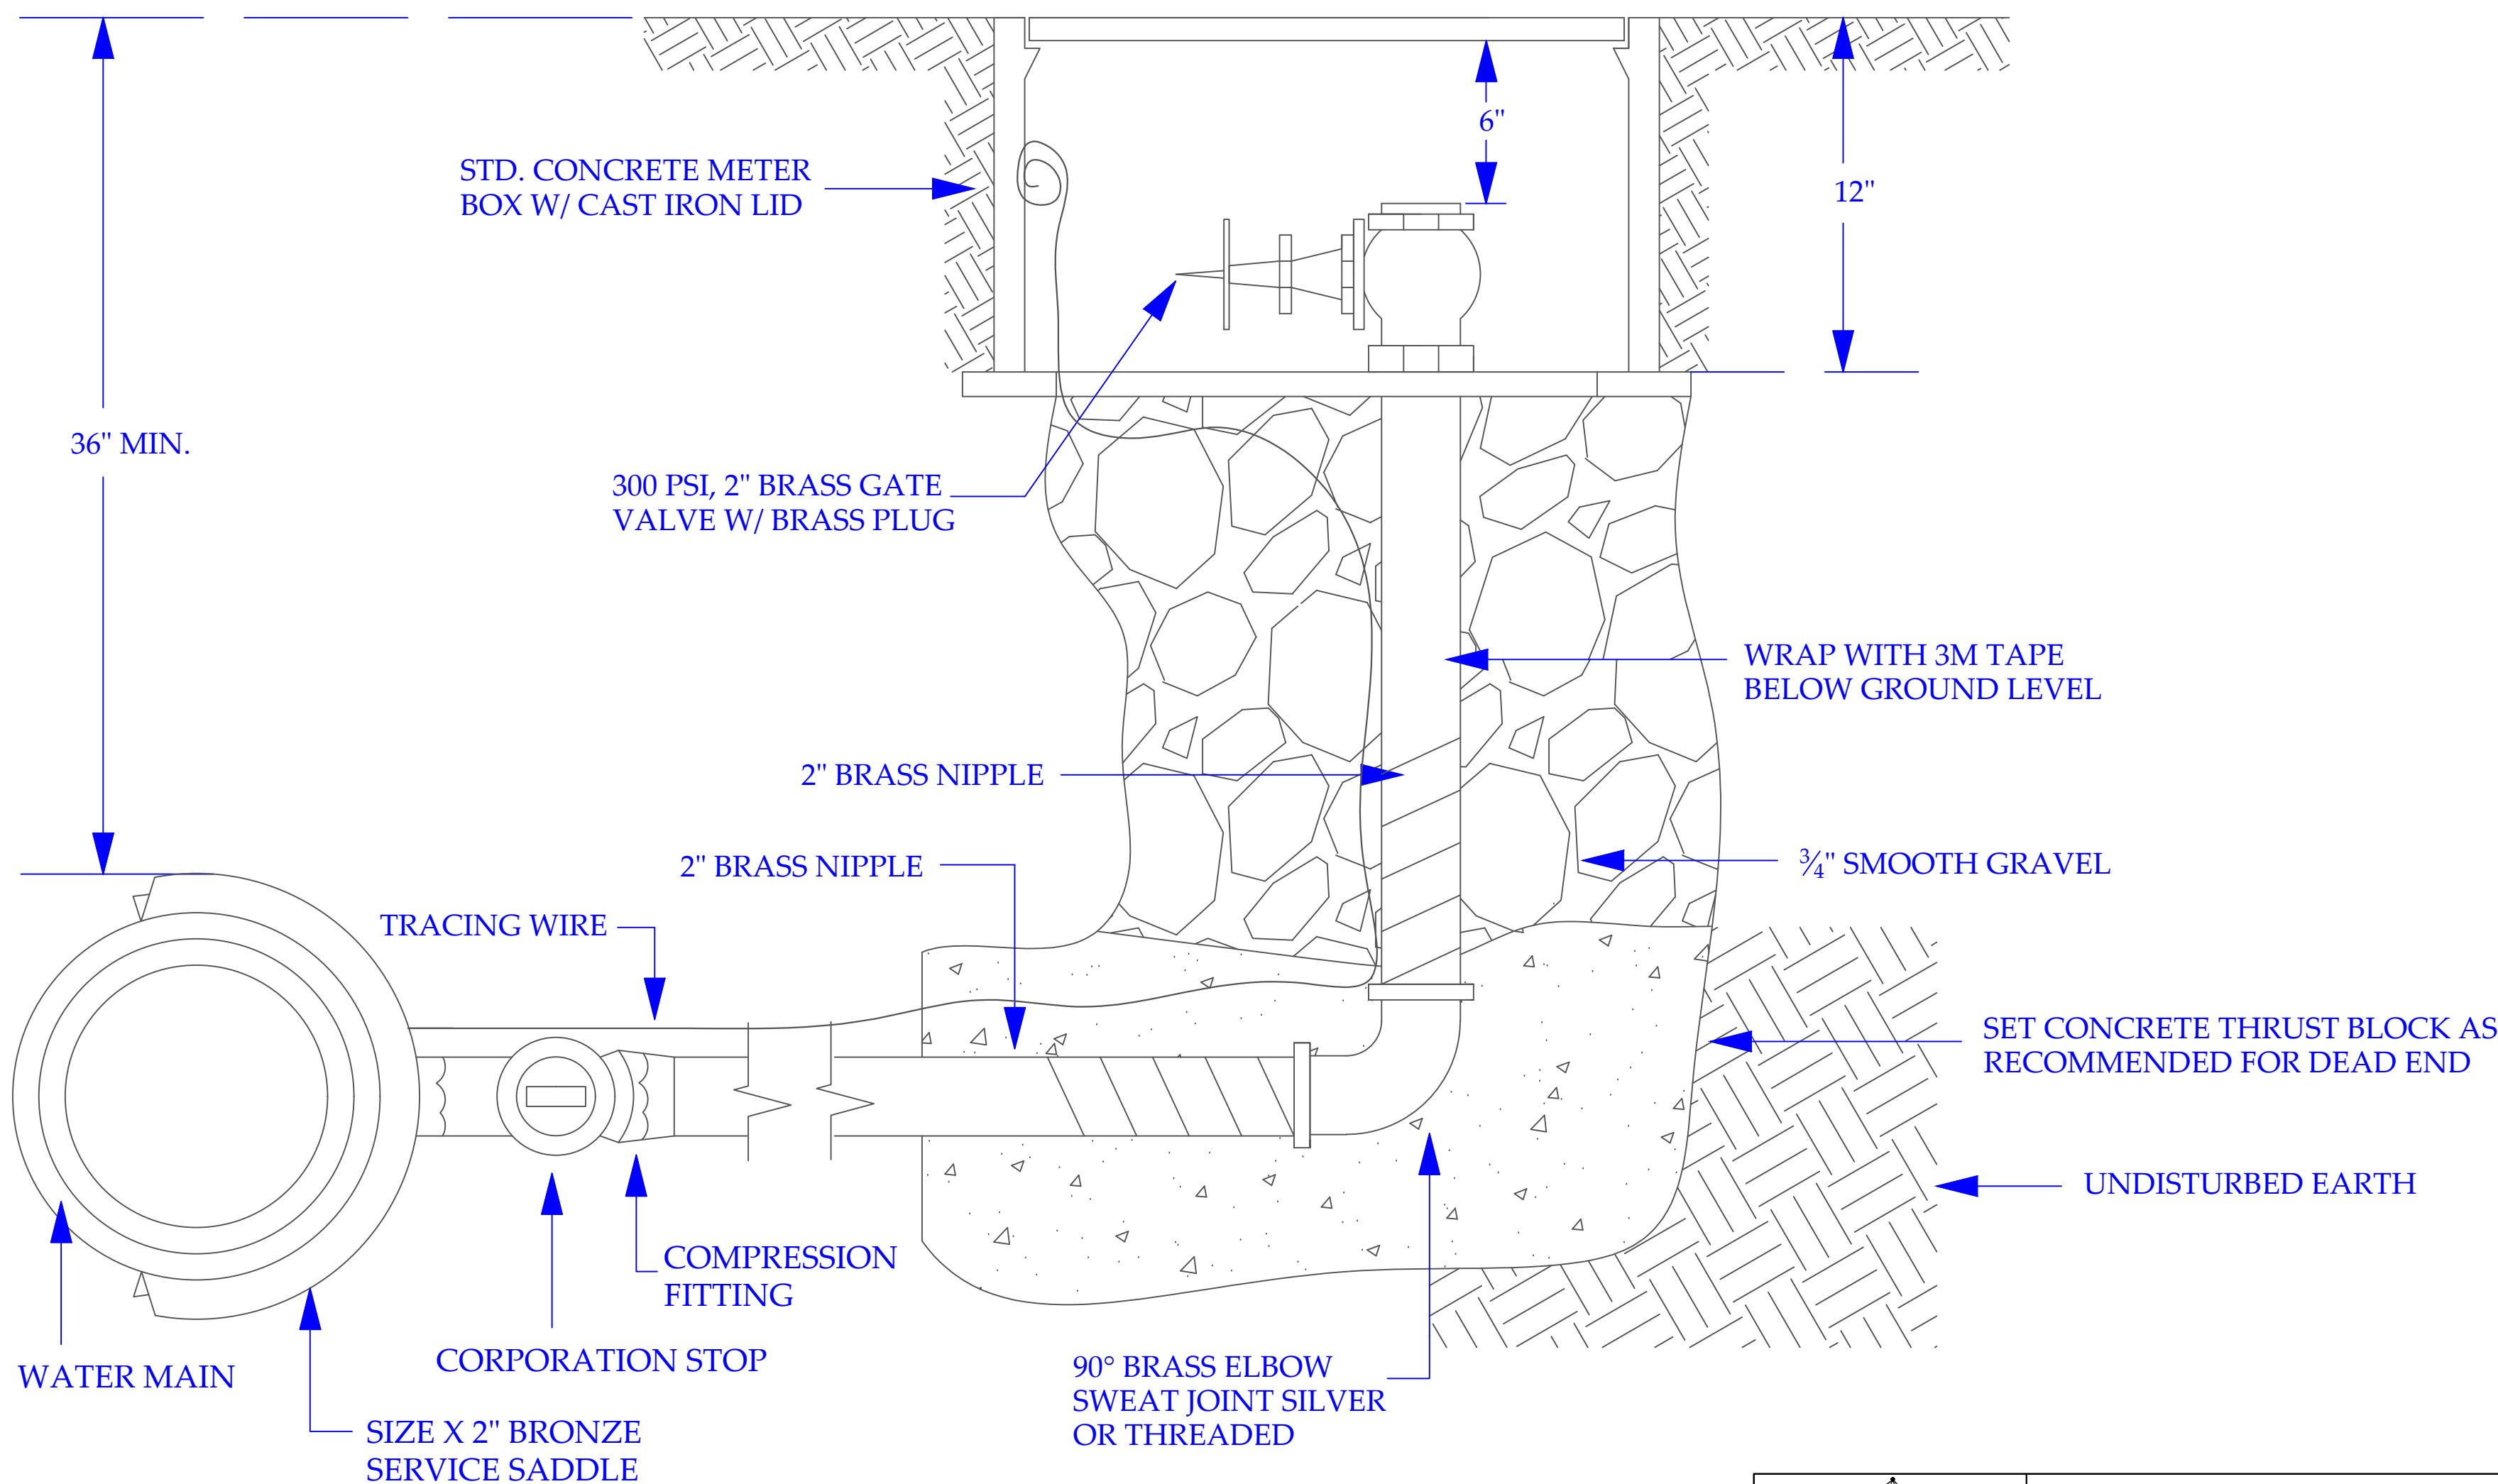 6"
12"
STD. CONCRETE METER
BOX W/ CAST IRON LID
36" MIN.
300 PSI, 2" BRASS GATE
VALVE W/ BRASS PLUG
WRAP WITH 3M TAPE
BELOW GROUND LEVEL
2" BRASS NIPPLE
2" BRASS NIPPLE
¾" SMOOTH GRAVEL
TRACING WIRE
SET CONCRETE THRUST BLOCK AS
RECOMMENDED FOR DEAD END
UNDISTURBED EARTH
COMPRESSION
FITTING
CORPORATION STOP
WATER MAIN
90° BRASS ELBOW
SWEAT JOINT SILVER
OR THREADED
SIZE X 2" BRONZE
SERVICE SADDLE